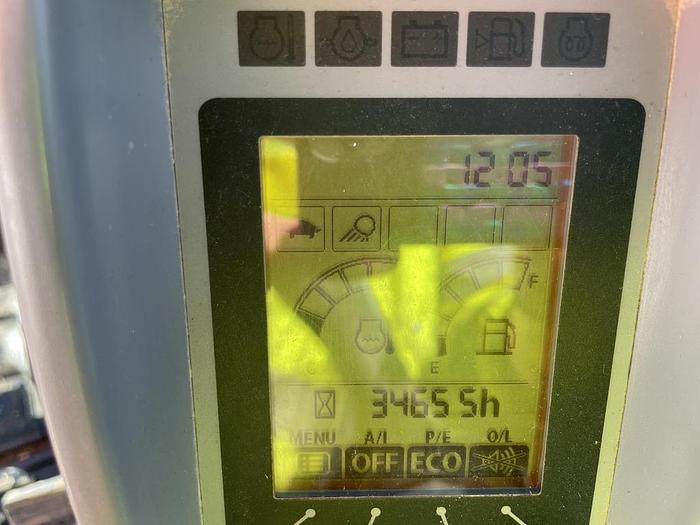 12 05
F
E
3465 5h
MENU A/I P/E O/L
OFF ECO